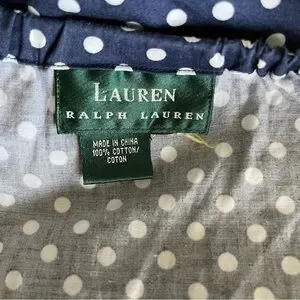 LAUREN
RALPH LAUREN
MADE IN CHINA
100% COTTON/
COTON